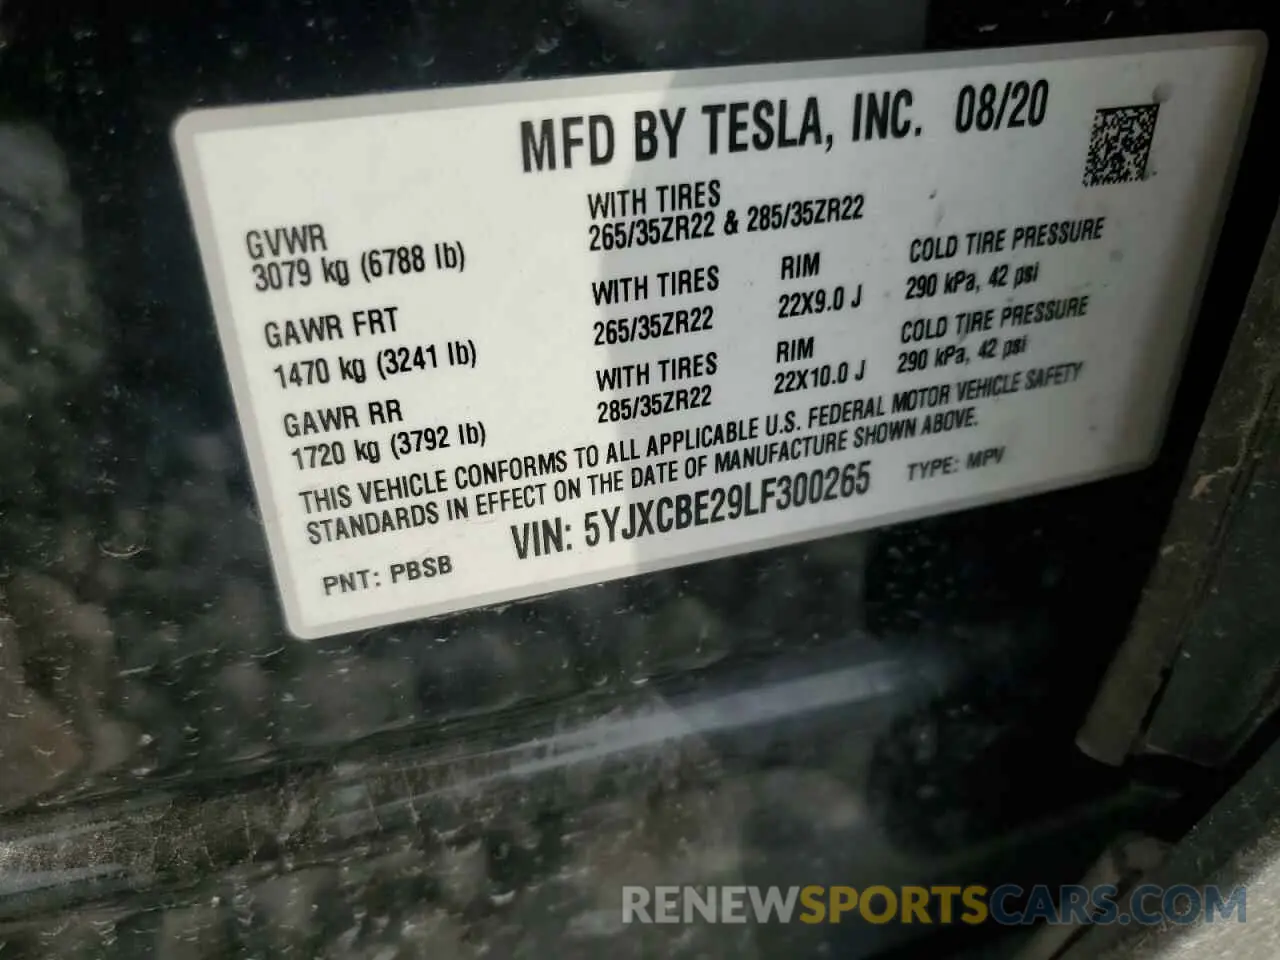 MFD BY TESLA, INC. 08/20
GVWR
3079 kg (6788 lb)
WITH TIRES
265/35ZR22 & 285/35ZR22
GAWR FRT
1470 kg (3241 lb)
WITH TIRES
265/35ZR22
RIM
22X9.0 J
COLD TIRE PRESSURE
290 kPa, 42 psi
GAWR RR
1720 kg (3792 lb)
WITH TIRES
285/35ZR22
RIM
22X10.0 J
COLD TIRE PRESSURE
290 kPa, 42 psi
THIS VEHICLE CONFORMS TO ALL APPLICABLE U.S. FEDERAL MOTOR VEHICLE SAFETY
STANDARDS IN EFFECT ON THE DATE OF MANUFACTURE SHOWN ABOVE.
PNT: PBSB VIN: 5YJXCBE29LF300265 TYPE: MPV
RENEWSPORTSCARS.COM